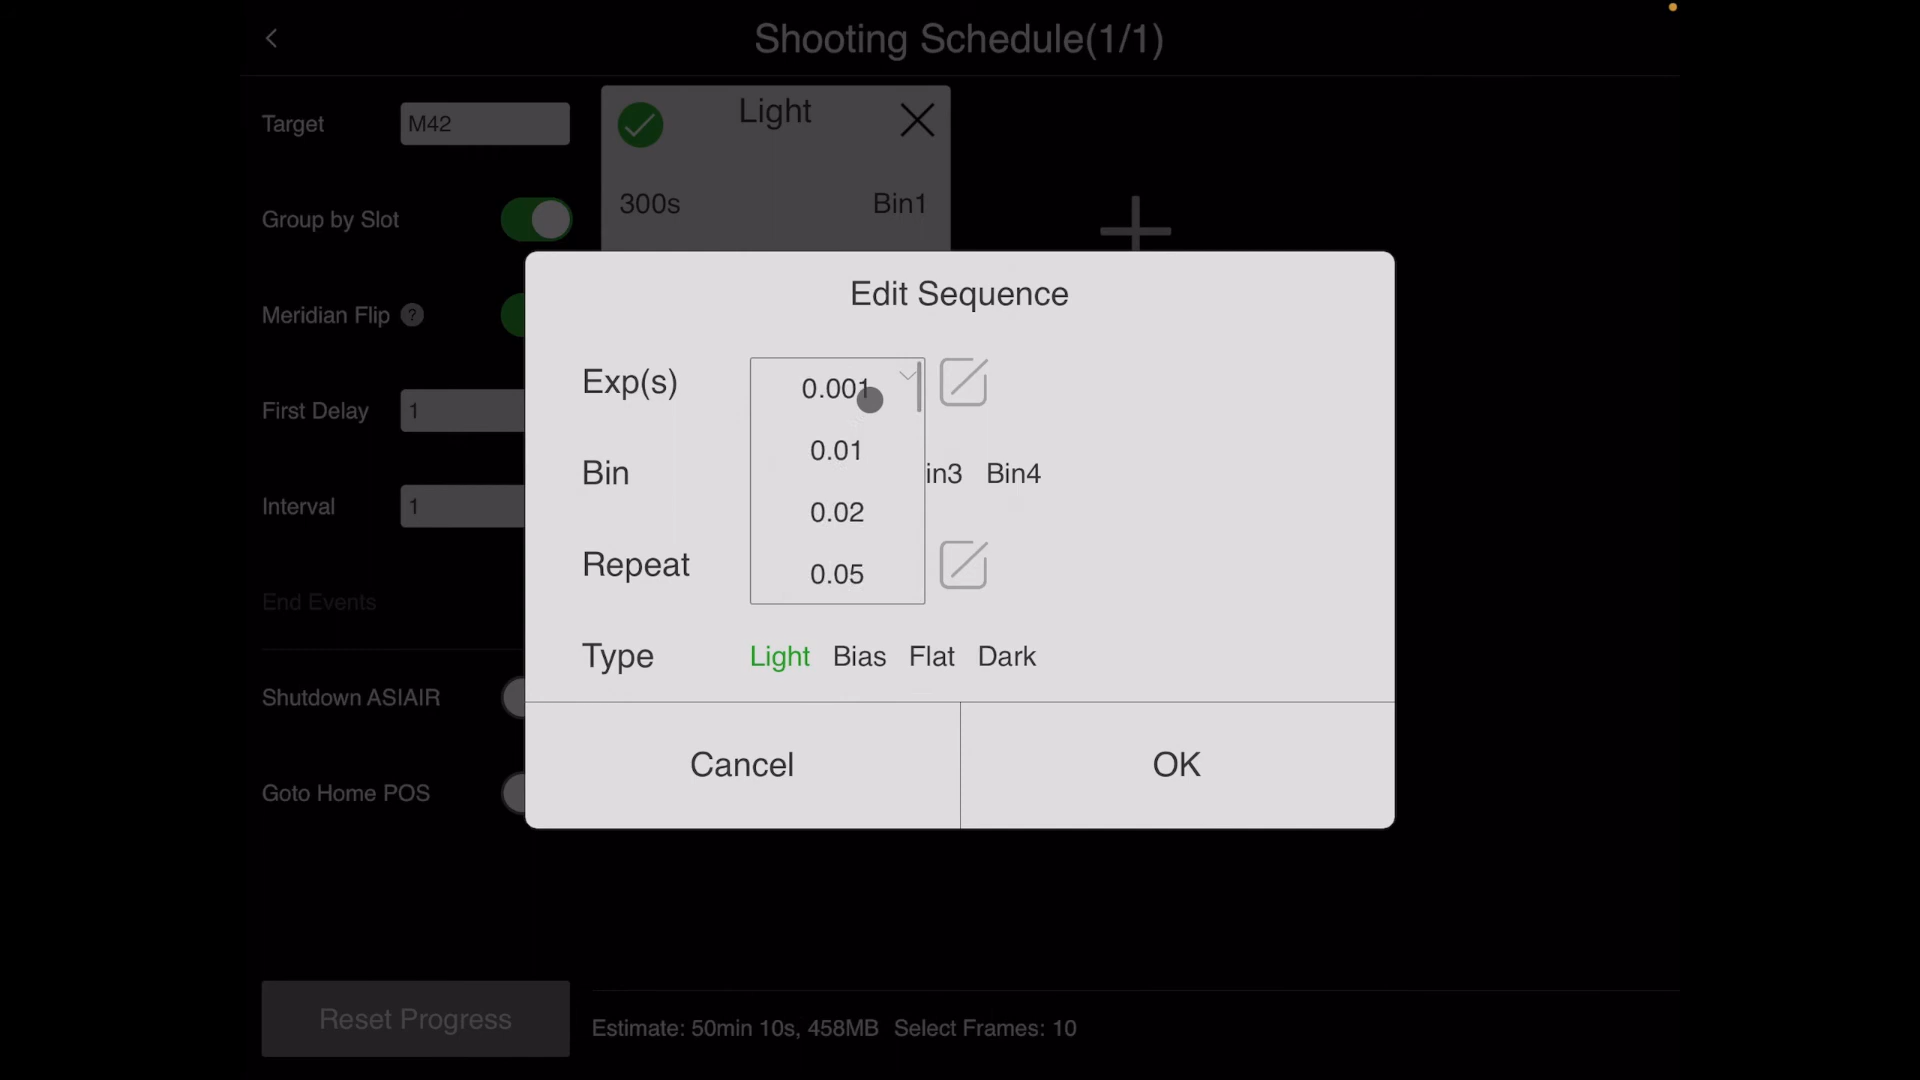 Shooting Schedule(1/1)
Target M42
Light
300s Bin1
Group by Slot
Meridian Flip ?
First Delay 1
Interval 1
End Events
Shutdown ASIAIR
Goto Home POS
Reset Progress
Estimate: 50min 10s, 458MB Select Frames: 10
Edit Sequence
Exp(s) 0.001
0.01
Bin in3 Bin4
0.02
Repeat 0.05
Type Light Bias Flat Dark
Cancel OK